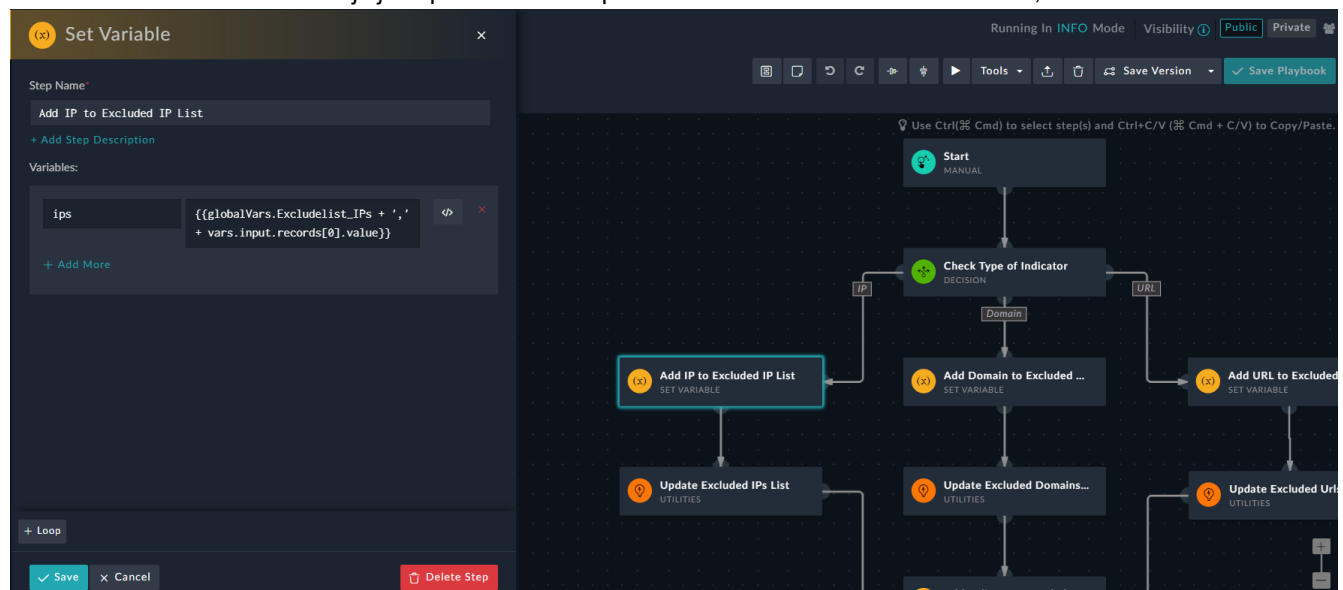 Set Variable
×
Running In INFO Mode
Visibility
Public
Private
Tools
Save Version
Save Playbook
Step Name*
Add IP to Excluded IP List
+ Add Step Description
Variables:
ips
{{globalVars.Excludelist_IPs + ','
+ vars.input.records[0].value}}
</>
×
+ Add More
+ Loop
Save
× Cancel
Delete Step
Use Ctrl(⌘ Cmd) to select step(s) and Ctrl+C/V (⌘ Cmd + C/V) to Copy/Paste.
Start
MANUAL
Check Type of Indicator
DECISION
IP
Domain
URL
(x)
Add IP to Excluded IP List
SET VARIABLE
(x)
Add Domain to Excluded ...
SET VARIABLE
(x)
Add URL to Excluded
SET VARIABLE
Update Excluded IPs List
UTILITIES
Update Excluded Domains...
UTILITIES
Update Excluded Urls
UTILITIES